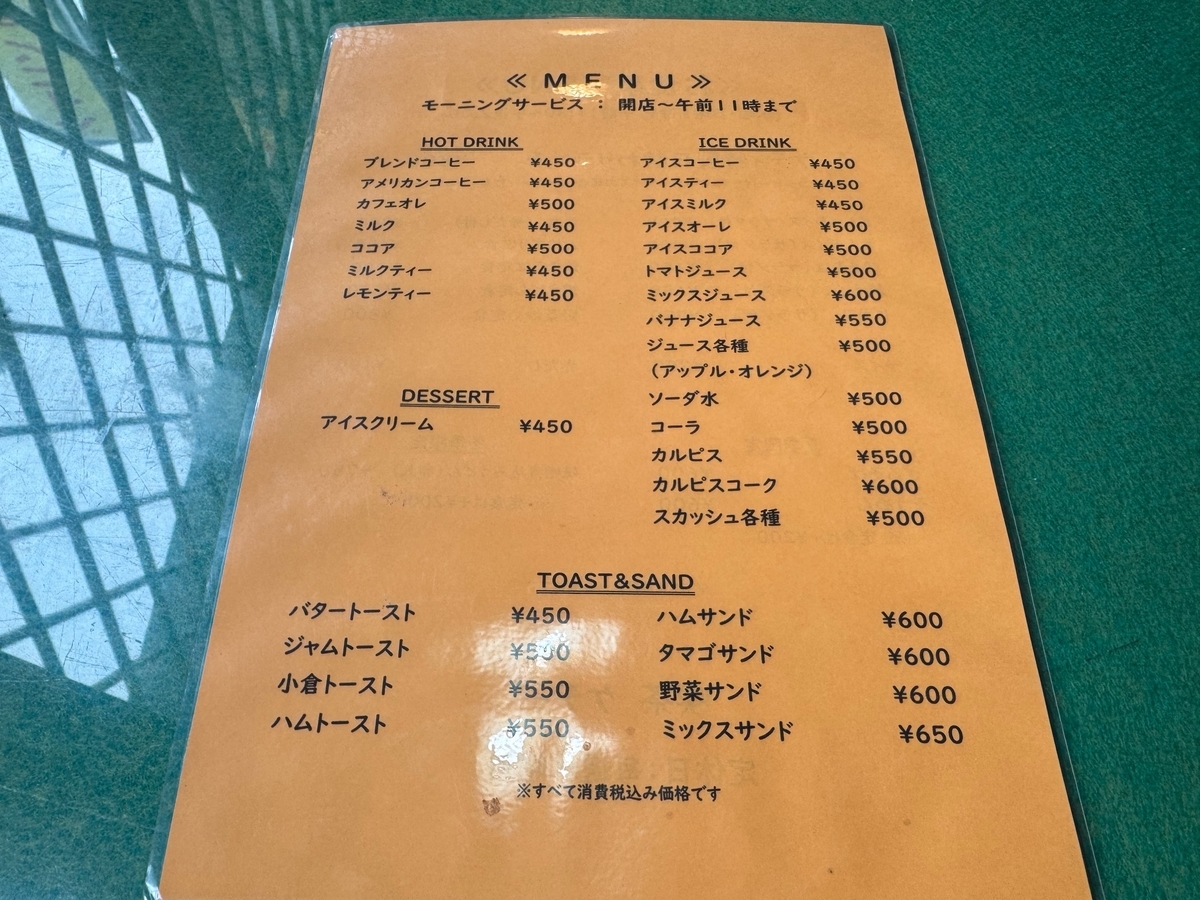 ≪ＭＥＮＵ≫
モーニングサービス : 開店～午前11時まで
HOT DRINK
ブレンドコーヒー ¥450
アメリカンコーヒー ¥450
カフェオレ ¥500
ミルク ¥450
ココア ¥500
ミルクティー ¥450
レモンティー ¥450
DESSERT
アイスクリーム ¥450
ICE DRINK
アイスコーヒー ¥450
アイスティー ¥450
アイスミルク ¥450
アイスオーレ ¥500
アイスココア ¥500
トマトジュース ¥500
ミックスジュース ¥600
バナナジュース ¥550
ジュース各種 ¥500
（アップル・オレンジ）
ソーダ水 ¥500
コーラ ¥500
カルピス ¥550
カルピスコーク ¥600
スカッシュ各種 ¥500
TOAST&SAND
バタートースト ¥450
ジャムトースト
小倉トースト ¥550
ハムトースト ¥550
ハムサンド ¥600
タマゴサンド ¥600
野菜サンド ¥600
ミックスサンド ¥650
※すべて消費税込み価格です